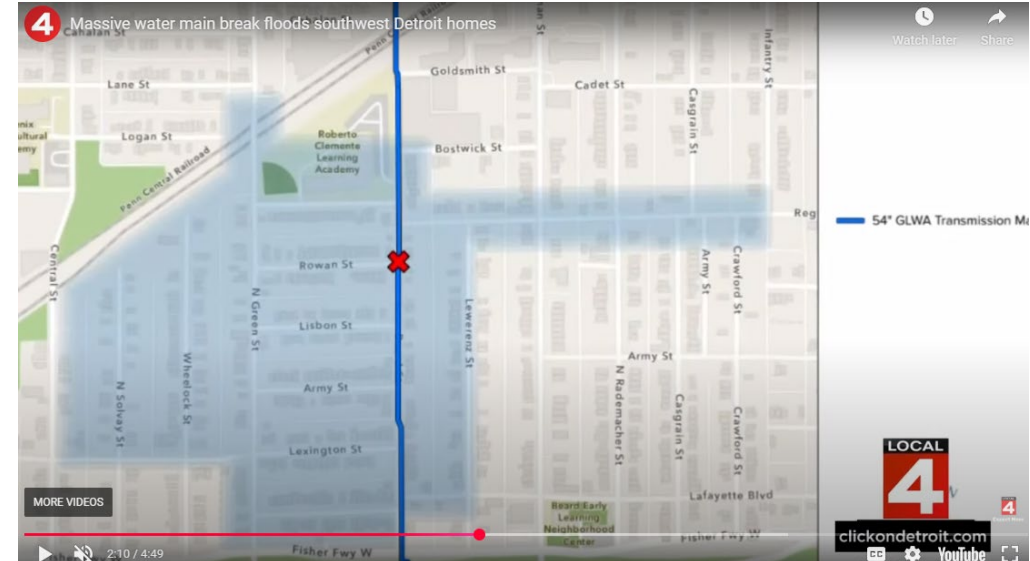 4 Massive water main break floods southwest Detroit homes
Watch later
Share
Cahalan St
Goldsmith St
Infantry St
Lane St
Cadet St
Casgrain St
Logan St
Roberto
Clemente
Learning
Academy
Bostwick St
Penn Central Railroad
Reg
54" GLWA Transmission Ma
Central St
Rowan St
Army St
Crawford St
N Green St
Lisbon St
Lewerenz St
Wheelock St
N Solvay St
Army St
Army St
N Rademacher St
Casgrain St
Crawford St
Lexington St
LOCAL
4
Lafayette Blvd
MORE VIDEOS
Beard Early
Learning
Neighborhood
Center
Fisher Fwy W
Fisher Fwy W
clickondetroit.com
4
2:10 / 4:49
CC
YouTube